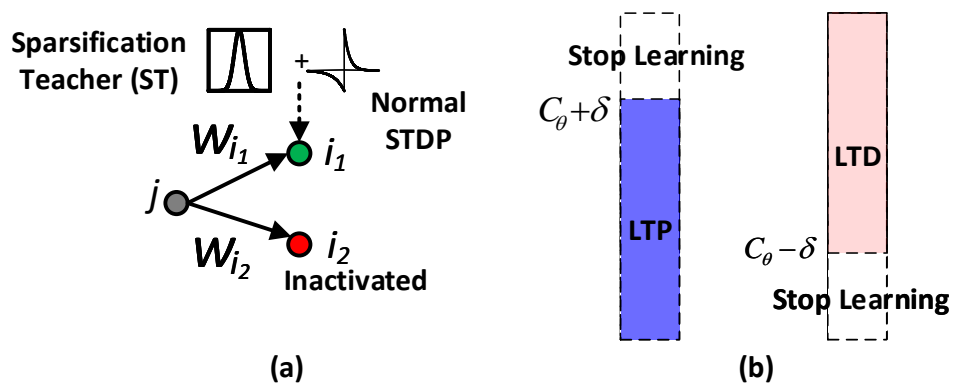 Sparsification
Teacher (ST)
+
Normal
STDP
W_{i_1}
i_1
j
W_{i_2}
i_2
Inactivated
(a)
Stop Learning
C_θ+δ
LTP
LTD
C_θ−δ
Stop Learning
(b)